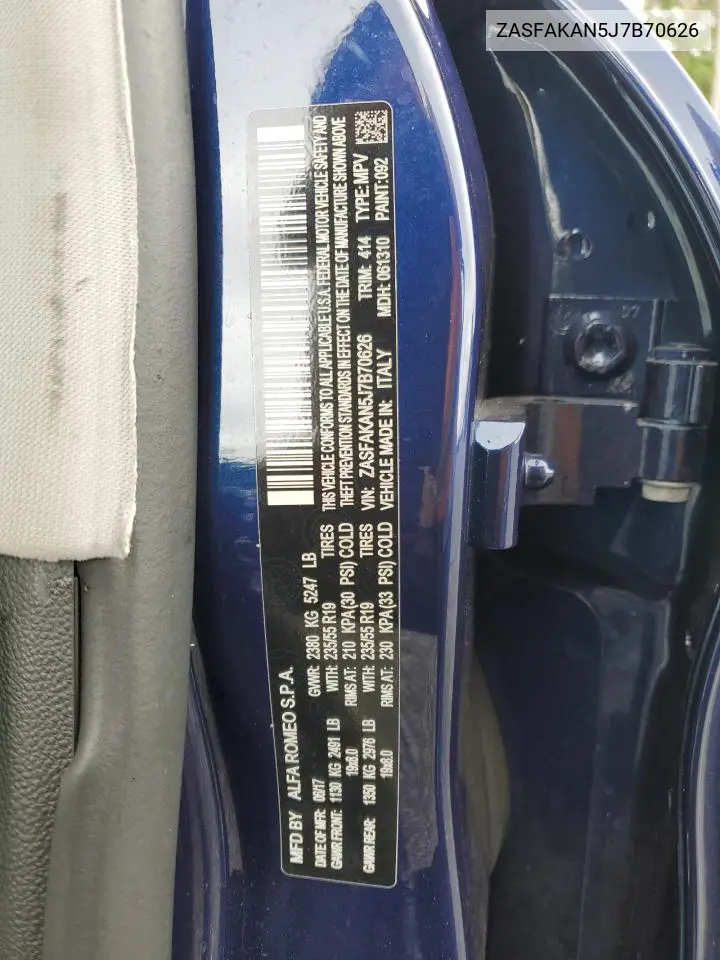 ZASFAKAN5J7B70626
MFD BY ALFA ROMEO S.P.A.
DATE OF MFR: 06/17 GVWR: 2380 KG 5247 LB
GAWR FRONT: 1130 KG 2491 LB WITH: 235/55 R19 TIRES
19x8.0 RIMS AT: 210 KPA(30 PSI) COLD
GAWR REAR: 1350 KG 2976 LB WITH: 235/55 R19 TIRES
19x8.0 RIMS AT: 230 KPA(33 PSI) COLD
THIS VEHICLE CONFORMS TO ALL APPLICABLE U.S.A. FEDERAL MOTOR VEHICLE SAFETY AND
THEFT PREVENTION STANDARDS IN EFFECT ON THE DATE OF MANUFACTURE SHOWN ABOVE
VIN: ZASFAKAN5J7B70626 TRIM: 414 TYPE: MPV
VEHICLE MADE IN: ITALY MDH: 061310 PAINT: 092